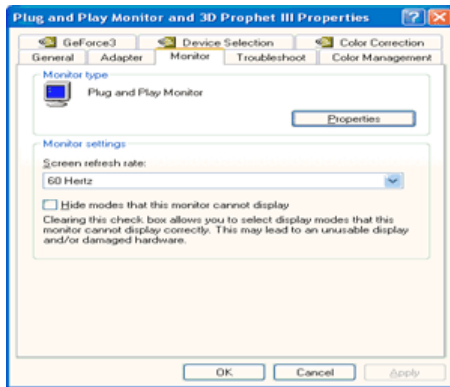 Plug and Play Monitor and 3D Prophet III Properties
GeForce3 Device Selection Color Correction
General Adapter Monitor Troubleshoot Color Management
Monitor type
Plug and Play Monitor
Properties
Monitor settings
Screen refresh rate:
60 Hertz
Hide modes that this monitor cannot display
Clearing this check box allows you to select display modes that this
monitor cannot display correctly. This may lead to an unusable display
and/or damaged hardware.
OK Cancel Apply